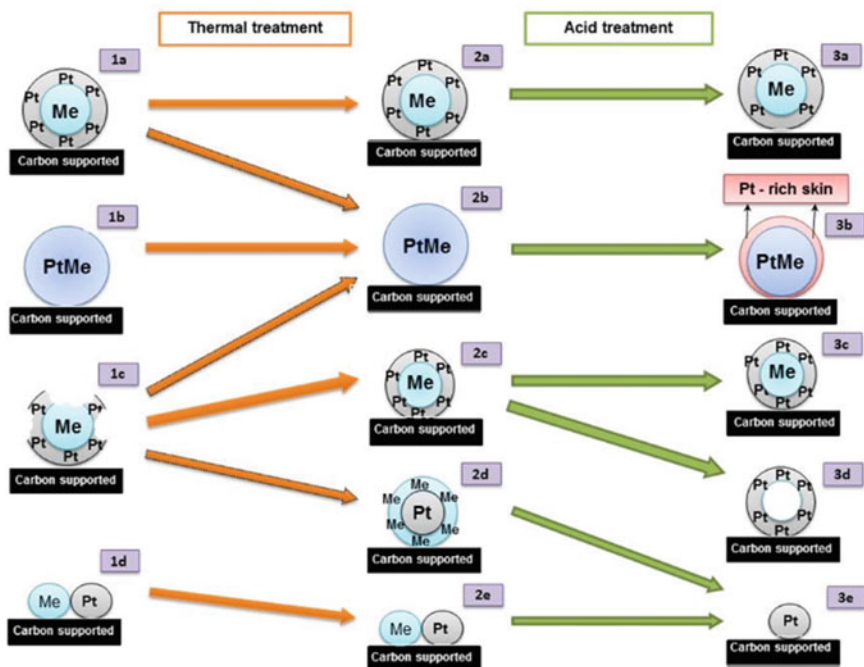 Thermal treatment
Acid treatment
1a
Pt
Pt Pt
Me
Pt Pt
Pt
Carbon supported
2a
Pt
Pt Pt
Me
Pt Pt
Pt
Carbon supported
3a
Pt
Pt Pt
Me
Pt Pt
Pt
Carbon supported
1b
PtMe
Carbon supported
2b
PtMe
Carbon supported
Pt - rich skin
3b
PtMe
Carbon supported
1c
Pt Pt
Me
Pt Pt
Carbon supported
2c
Pt
Pt Pt
Me
Pt Pt
Pt
Carbon supported
3c
Pt
Pt Pt
Me
Pt Pt
Pt
Carbon supported
2d
Me
Me Me
Pt
Me Me
Me
Carbon supported
3d
Pt
Pt Pt
Pt Pt
Pt
Carbon supported
1d
Me Pt
Carbon supported
2e
Me Pt
Carbon supported
3e
Pt
Carbon supported